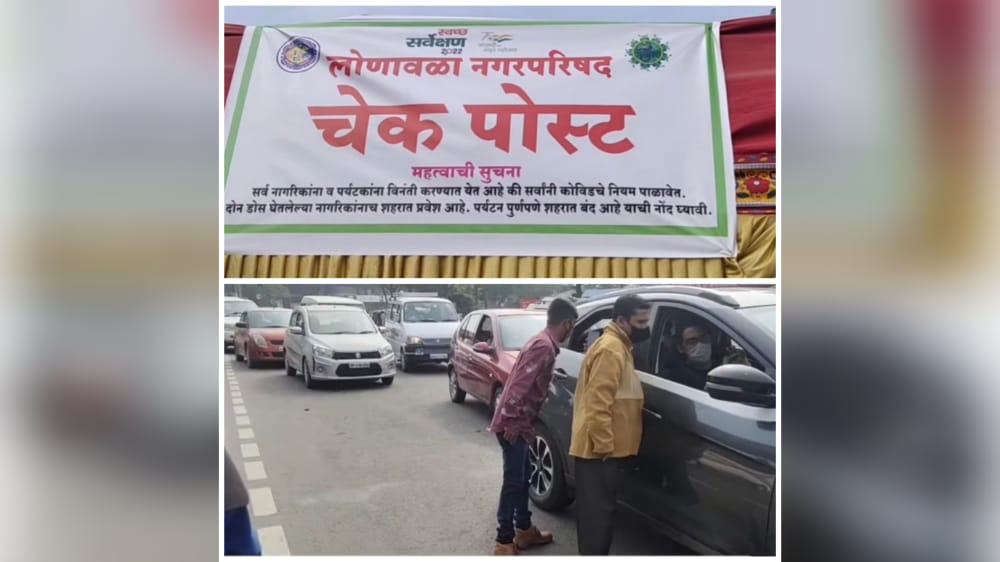 स्वच्छ
सर्वेक्षण
2022
लोणावळा नगरपरिषद
चेक पोस्ट
महत्वाची सुचना
सर्व नागरिकांना व पर्यटकांना विनंती करण्यात येत आहे की सर्वांनी कोविडचे नियम पाळावेत.
दोन डोस घेतलेल्या नागरिकांनाच शहरात प्रवेश आहे. पर्यटन पुर्णपणे शहरात बंद आहे याची नोंद घ्यावी.